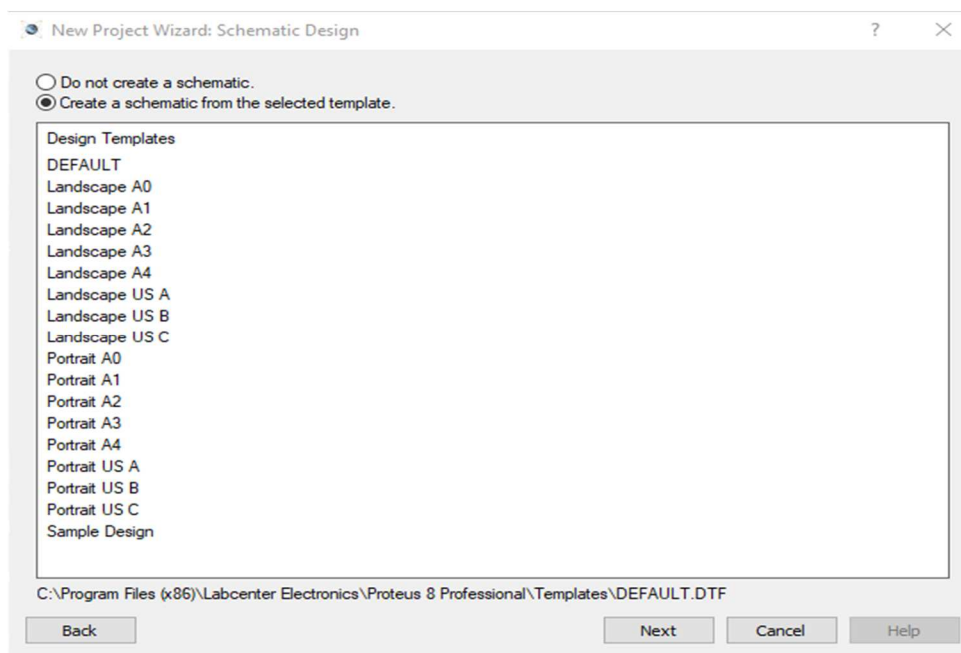 New Project Wizard: Schematic Design ?
Do not create a schematic.
Create a schematic from the selected template.
Design Templates
DEFAULT
Landscape A0
Landscape A1
Landscape A2
Landscape A3
Landscape A4
Landscape US A
Landscape US B
Landscape US C
Portrait A0
Portrait A1
Portrait A2
Portrait A3
Portrait A4
Portrait US A
Portrait US B
Portrait US C
Sample Design
C:\Program Files (x86)\Labcenter Electronics\Proteus 8 Professional\Templates\DEFAULT.DTF
Back Next Cancel Help